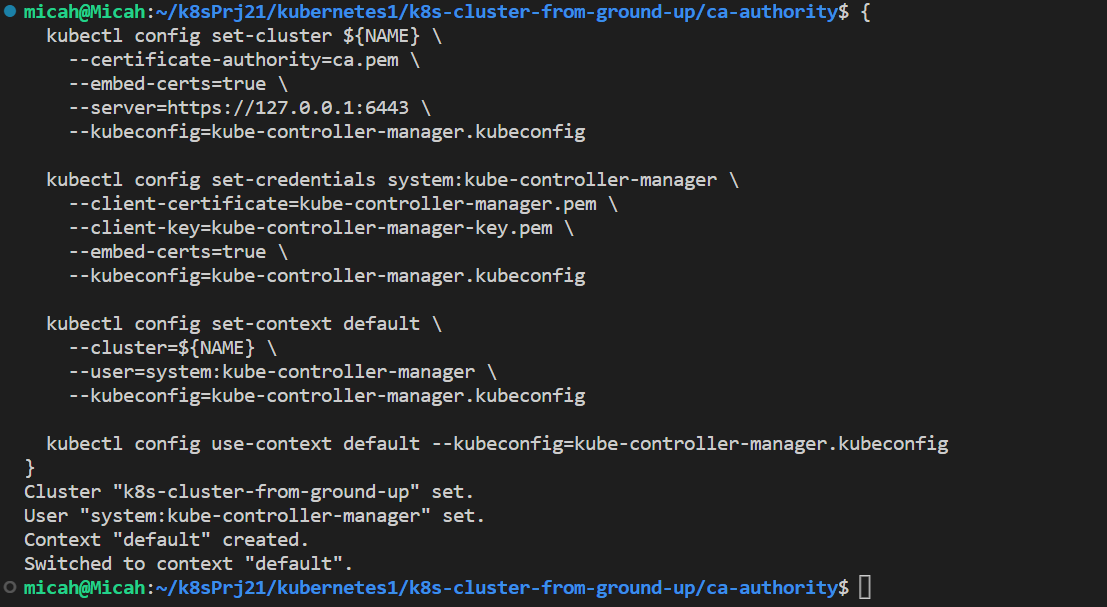 micah@Micah:~/k8sPrj21/kubernetes1/k8s-cluster-from-ground-up/ca-authority$ {
kubectl config set-cluster ${NAME} \
--certificate-authority=ca.pem \
--embed-certs=true \
--server=https://127.0.0.1:6443 \
--kubeconfig=kube-controller-manager.kubeconfig
kubectl config set-credentials system:kube-controller-manager \
--client-certificate=kube-controller-manager.pem \
--client-key=kube-controller-manager-key.pem \
--embed-certs=true \
--kubeconfig=kube-controller-manager.kubeconfig
kubectl config set-context default \
--cluster=${NAME} \
--user=system:kube-controller-manager \
--kubeconfig=kube-controller-manager.kubeconfig
kubectl config use-context default --kubeconfig=kube-controller-manager.kubeconfig
}
Cluster "k8s-cluster-from-ground-up" set.
User "system:kube-controller-manager" set.
Context "default" created.
Switched to context "default".
micah@Micah:~/k8sPrj21/kubernetes1/k8s-cluster-from-ground-up/ca-authority$